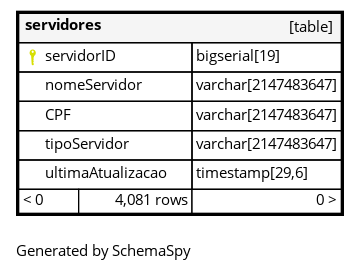 servidores [table]
servidorID bigserial[19]
nomeServidor varchar[2147483647]
CPF varchar[2147483647]
tipoServidor varchar[2147483647]
ultimaAtualizacao timestamp[29,6]
< 0 4,081 rows 0 >
Generated by SchemaSpy